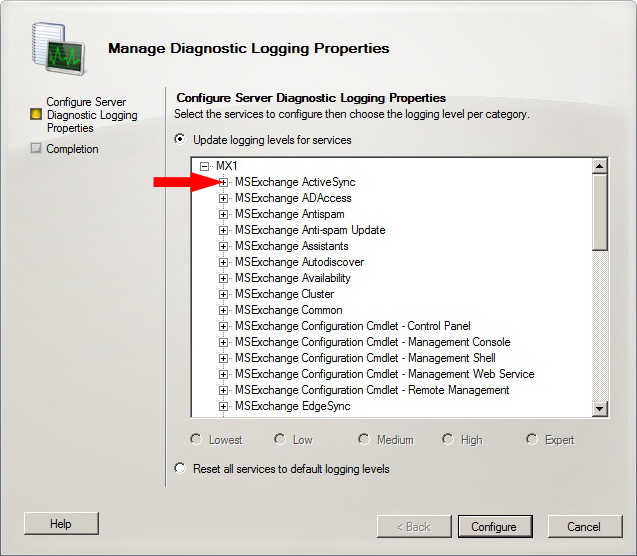 Manage Diagnostic Logging Properties
Configure Server
Diagnostic Logging
Properties
Completion
Configure Server Diagnostic Logging Properties
Select the services to configure then choose the logging level per category.
Update logging levels for services
MX1
MSExchange ActiveSync
MSExchange ADAccess
MSExchange Antispam
MSExchange Anti-spam Update
MSExchange Assistants
MSExchange Autodiscover
MSExchange Availability
MSExchange Cluster
MSExchange Common
MSExchange Configuration Cmdlet - Control Panel
MSExchange Configuration Cmdlet - Management Console
MSExchange Configuration Cmdlet - Management Shell
MSExchange Configuration Cmdlet - Management Web Service
MSExchange Configuration Cmdlet - Remote Management
MSExchange EdgeSync
Lowest Low Medium High Expert
Reset all services to default logging levels
Help < Back Configure Cancel